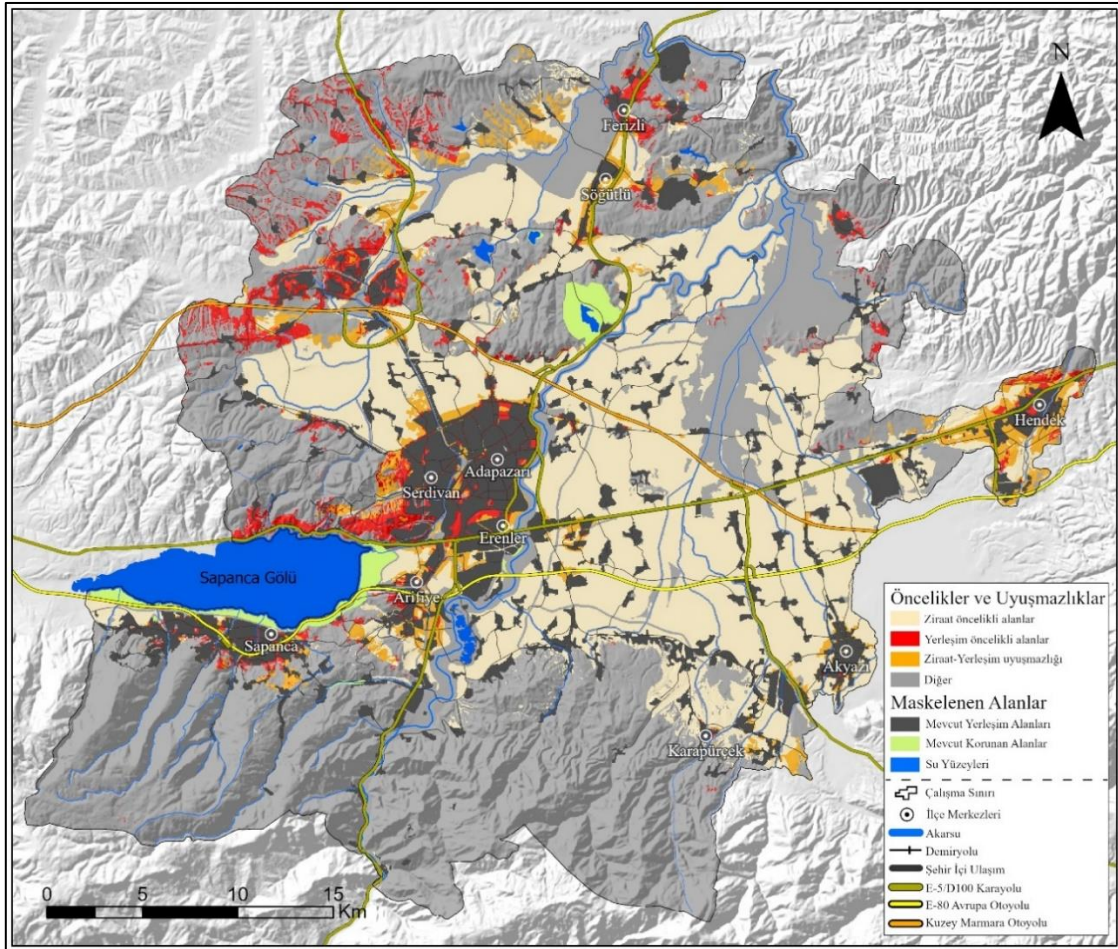 N
Ferizli
Söğütlü
Hendek
Adapazarı
Serdivan
Erenler
Sapanca Gölü
Arifiye
Sapanca
Akyazı
Karapürçek
Öncelikler ve Uyuşmazlıklar
Ziraat öncelikli alanlar
Yerleşim öncelikli alanlar
Ziraat-Yerleşim uyuşmazlığı
Diğer
Maskelenen Alanlar
Mevcut Yerleşim Alanları
Mevcut Korunan Alanlar
Su Yüzeyleri
Çalışma Sınırı
İlçe Merkezleri
Akarsu
Demiryolu
Şehir İçi Ulaşım
E-5/D100 Karayolu
E-80 Avrupa Otoyolu
Kuzey Marmara Otoyolu
0 5 10 15
Km